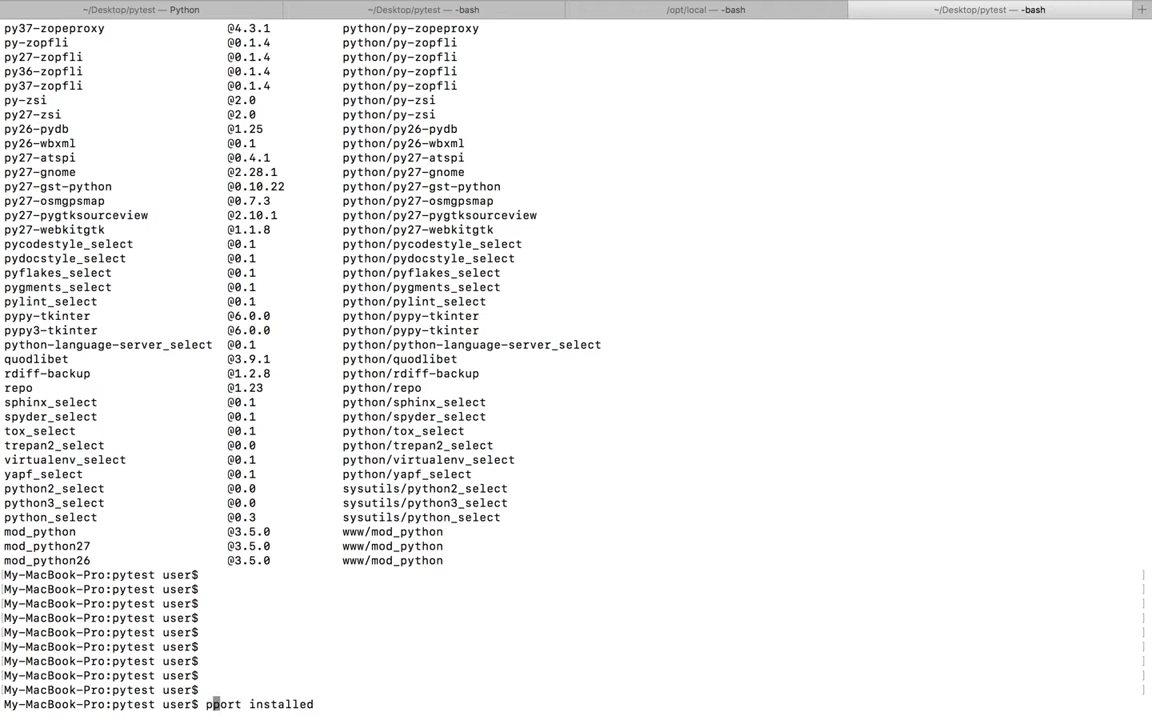 ~/Desktop/pytest — Python ~/Desktop/pytest — -bash /opt/local — -bash ~/Desktop/pytest — -bash +
py37-zopeproxy @4.3.1 python/py-zopeproxy
py-zopfli @0.1.4 python/py-zopfli
py27-zopfli @0.1.4 python/py-zopfli
py36-zopfli @0.1.4 python/py-zopfli
py37-zopfli @0.1.4 python/py-zopfli
py-zsi @2.0 python/py-zsi
py27-zsi @2.0 python/py-zsi
py26-pydb @1.25 python/py26-pydb
py26-wbxml @0.1 python/py26-wbxml
py27-atspi @0.4.1 python/py27-atspi
py27-gnome @2.28.1 python/py27-gnome
py27-gst-python @0.10.22 python/py27-gst-python
py27-osmgpsmap @0.7.3 python/py27-osmgpsmap
py27-pygtksourceview @2.10.1 python/py27-pygtksourceview
py27-webkitgtk @1.1.8 python/py27-webkitgtk
pycodestyle_select @0.1 python/pycodestyle_select
pydocstyle_select @0.1 python/pydocstyle_select
pyflakes_select @0.1 python/pyflakes_select
pygments_select @0.1 python/pygments_select
pylint_select @0.1 python/pylint_select
pypy-tkinter @6.0.0 python/pypy-tkinter
pypy3-tkinter @6.0.0 python/pypy3-tkinter
python-language-server_select @0.1 python/python-language-server_select
quodlibet @3.9.1 python/quodlibet
rdiff-backup @1.2.8 python/rdiff-backup
repo @1.23 python/repo
sphinx_select @0.1 python/sphinx_select
spyder_select @0.1 python/spyder_select
tox_select @0.1 python/tox_select
trepan2_select @0.0 python/trepan2_select
virtualenv_select @0.1 python/virtualenv_select
yapf_select @0.1 python/yapf_select
python2_select @0.0 sysutils/python2_select
python3_select @0.0 sysutils/python3_select
python_select @0.3 sysutils/python_select
mod_python @3.5.0 www/mod_python
mod_python27 @3.5.0 www/mod_python
mod_python26 @3.5.0 www/mod_python
[My-MacBook-Pro:pytest user$ ]
[My-MacBook-Pro:pytest user$ ]
[My-MacBook-Pro:pytest user$ ]
[My-MacBook-Pro:pytest user$ ]
[My-MacBook-Pro:pytest user$ ]
[My-MacBook-Pro:pytest user$ ]
[My-MacBook-Pro:pytest user$ ]
[My-MacBook-Pro:pytest user$ ]
[My-MacBook-Pro:pytest user$ ]
My-MacBook-Pro:pytest user$ pport installed